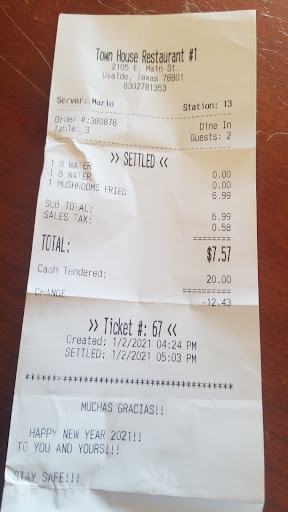 Town House Restaurant #1
2105 E. Main St.
Uvalde, Texas 78801
8302781353
Server: Mario Station: 13
Order #:380878 Dine In
Table: 3 Guests: 2
>> SETTLED <<
1 8 WATER 0.00
1 8 WATER 0.00
1 MUSHROOMS FRIED 6.99
SUB TOTAL: 6.99
SALES TAX: 0.58
=========
TOTAL: $7.57
Cash Tendered: 20.00
=========
CHANGE: -12.43
>> Ticket #: 67 <<
Created: 1/2/2021 04:24 PM
SETTLED: 1/2/2021 05:03 PM
****************************************
MUCHAS GRACIAS!!
HAPPY NEW YEAR 2021!!
TO YOU AND YOURS!!!
STAY SAFE!!!